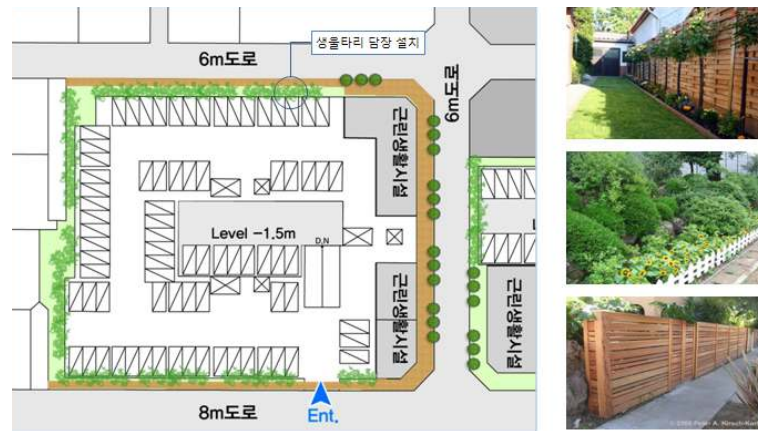 생울타리 담장 설치
6m도로
6m도로
근린생활시설
Level -1.5m
D.N
근린생활시설
근린생활시설
8m도로
Ent.